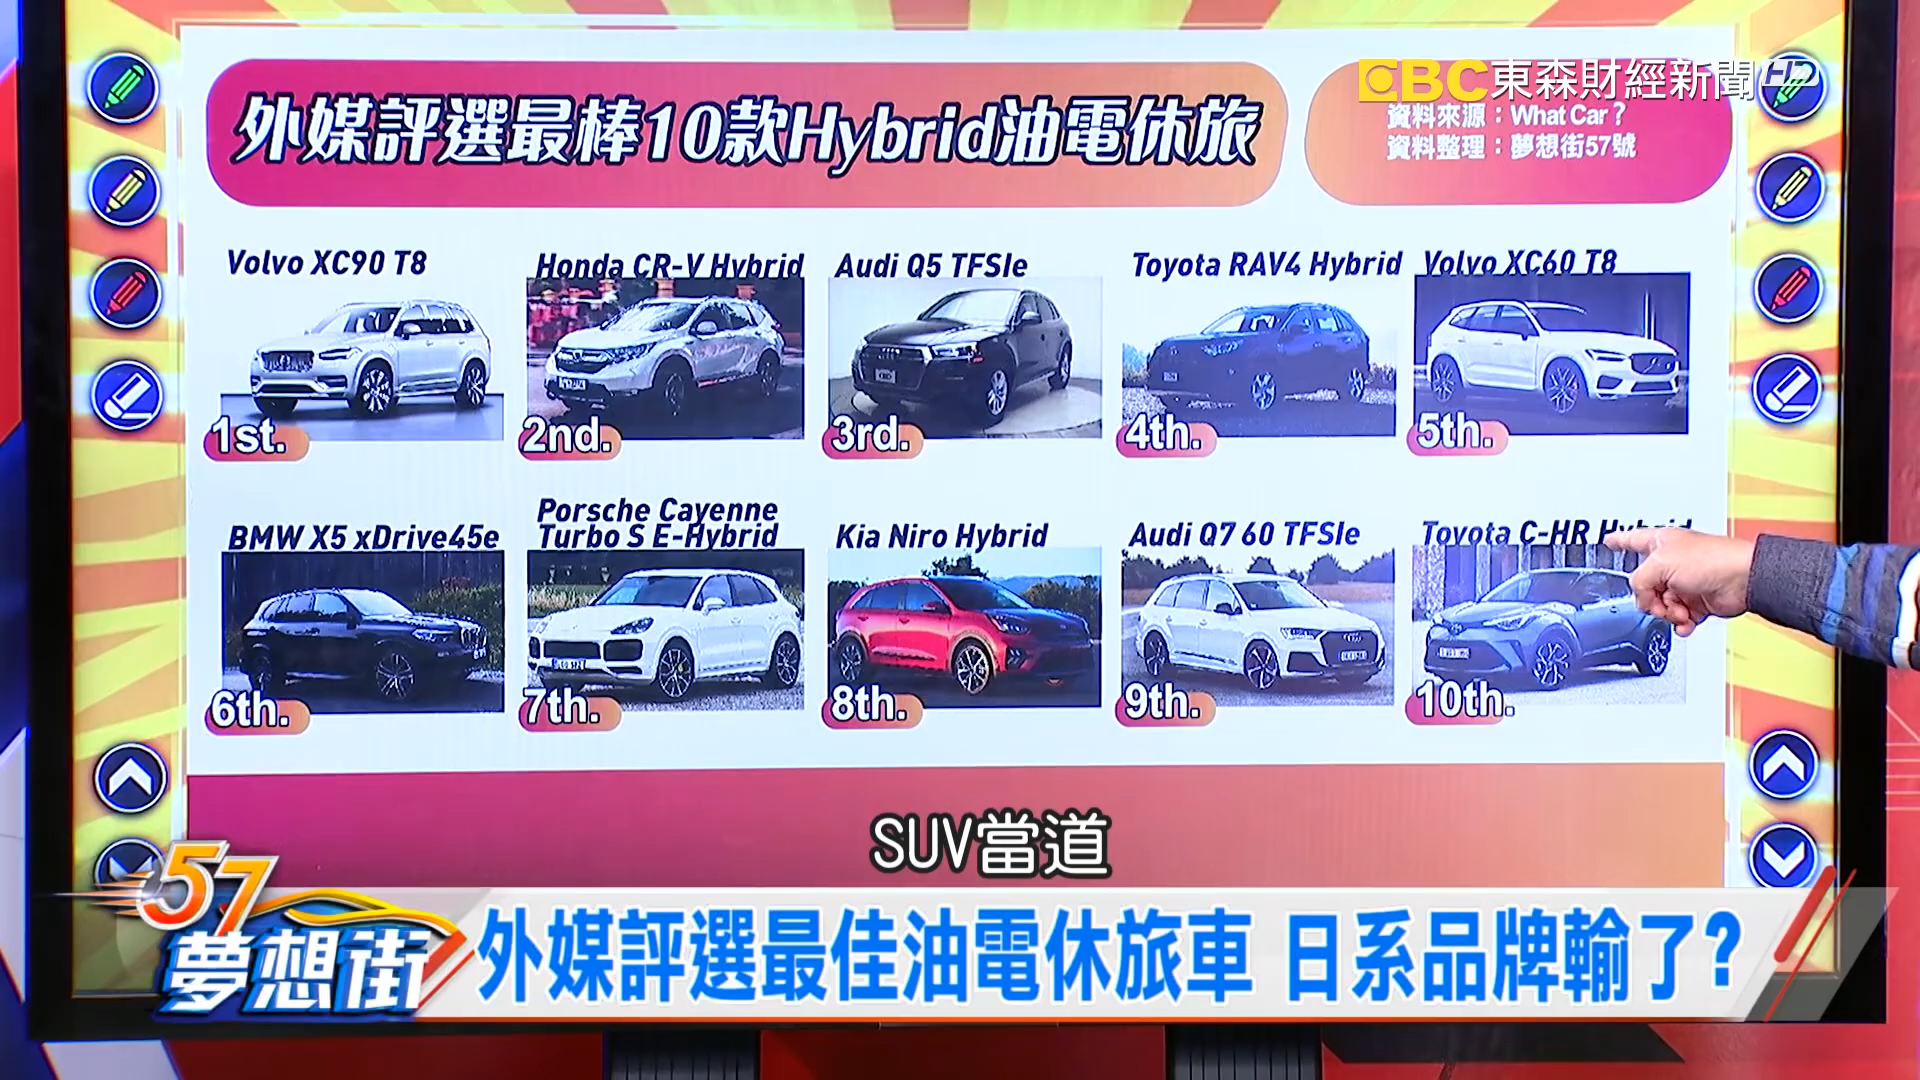 外媒評選最棒10款Hybrid油電休旅
EBC東森財經新聞HD
資料來源：What Car？
資料整理：夢想街57號
Volvo XC90 T8
Honda CR-V Hybrid
Audi Q5 TFSIe
Toyota RAV4 Hybrid
Volvo XC60 T8
1st.
2nd.
3rd.
4th.
5th.
BMW X5 xDrive45e
Porsche Cayenne
Turbo S E-Hybrid
Kia Niro Hybrid
Audi Q7 60 TFSIe
Toyota C-HR Hybrid
6th.
7th.
8th.
9th.
10th.
SUV當道
57
夢想街
外媒評選最佳油電休旅車 日系品牌輸了？